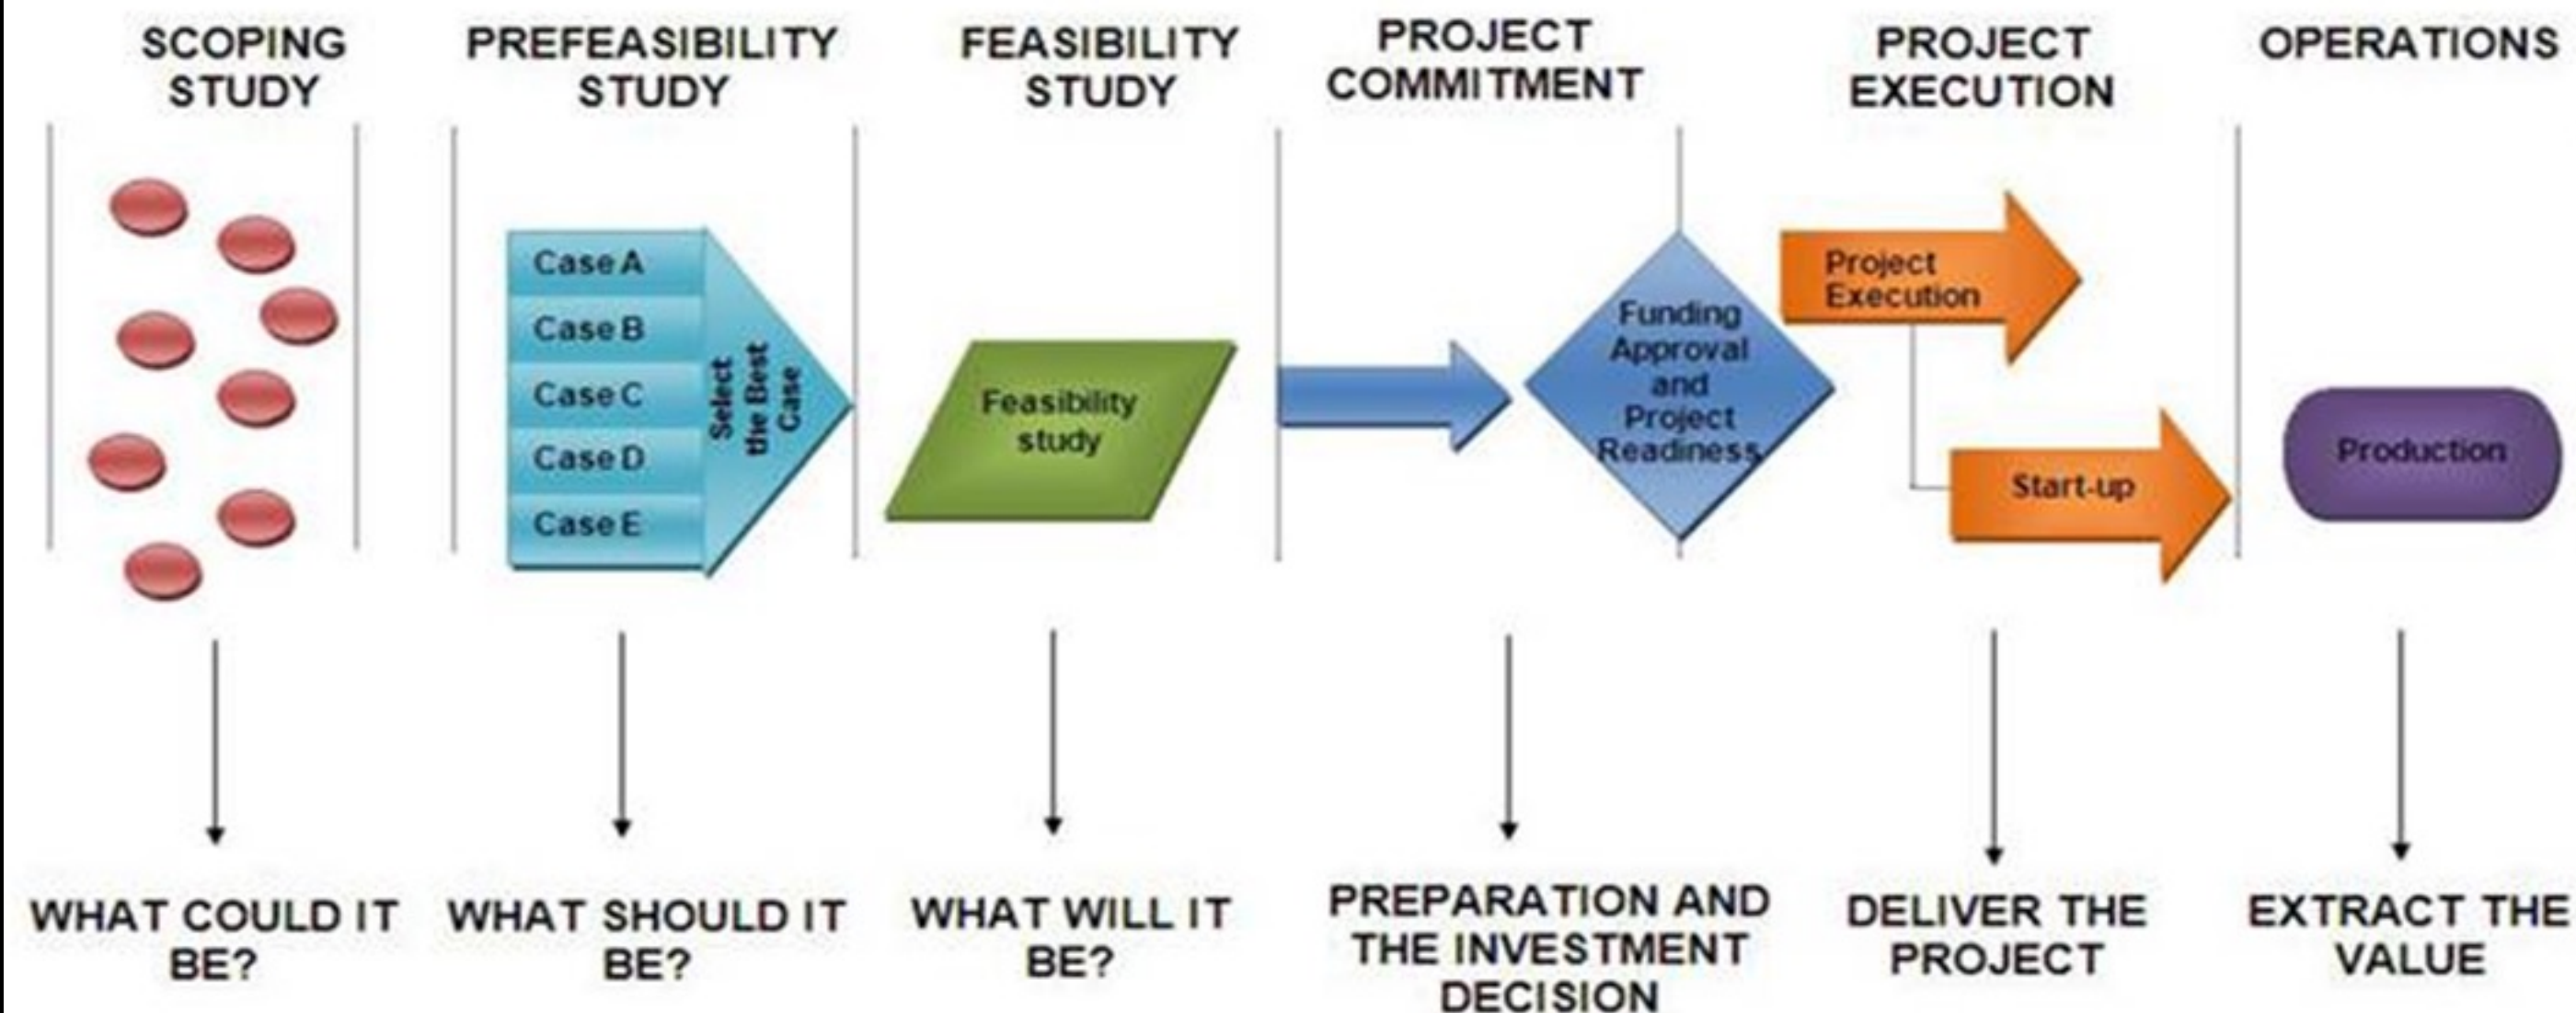 SCOPING
STUDY
PREFEASIBILITY
STUDY
FEASIBILITY
STUDY
PROJECT
COMMITMENT
PROJECT
EXECUTION
OPERATIONS
Case A
Case B
Case C
Case D
Case E
Select
the Best
Case
Feasibility
study
Funding
Approval
and
Project
Readiness
Project
Execution
Start-up
Production
WHAT COULD IT
BE?
WHAT SHOULD IT
BE?
WHAT WILL IT
BE?
PREPARATION AND
THE INVESTMENT
DECISION
DELIVER THE
PROJECT
EXTRACT THE
VALUE